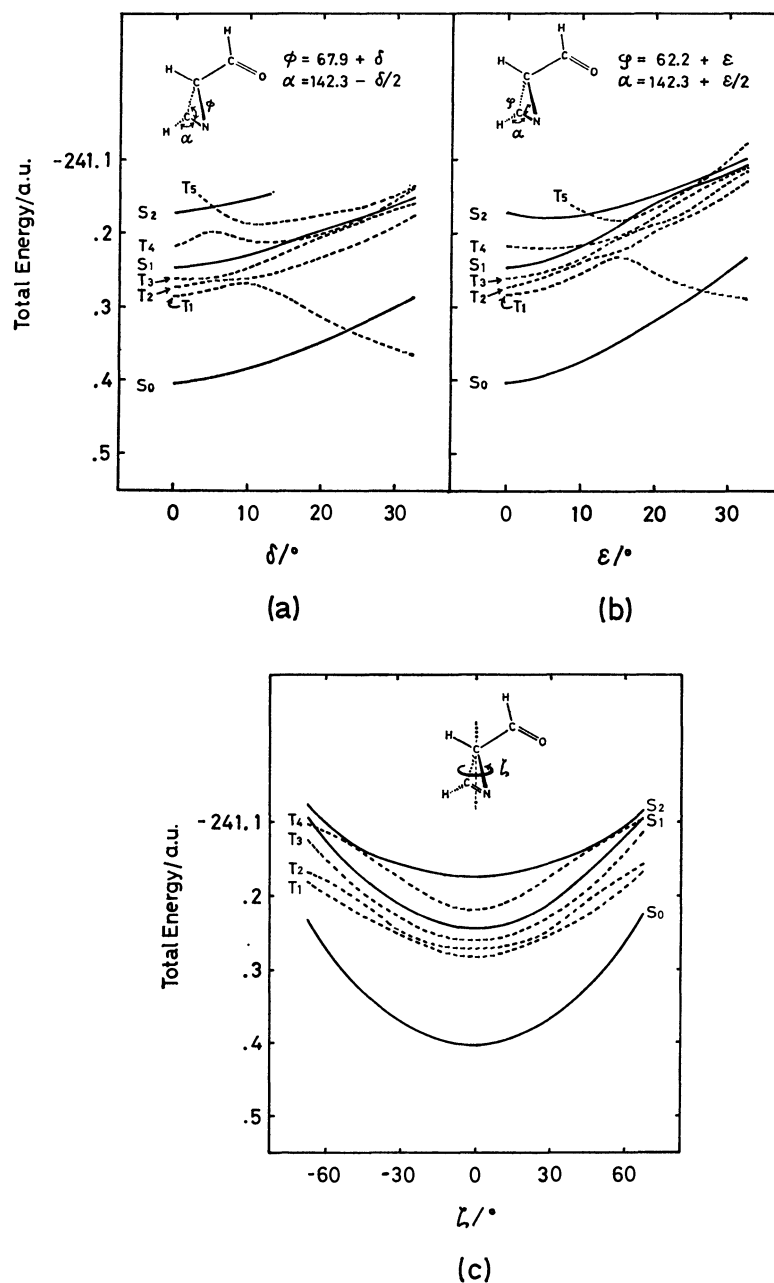 H
H
C
C
O
C
N
H
ϕ
α
ϕ = 67.9 + δ
α = 142.3 − δ/2
-241.1
.2
.3
.4
.5
Total Energy/a.u.
S2
T4
S1
T3
T2
T1
S0
T5
0
10
20
30
δ/°
(a)
H
H
C
C
O
C
N
H
φ
α
φ = 62.2 + ε
α = 142.3 + ε/2
T5
S2
T4
S1
T3
T2
T1
S0
0
10
20
30
ε/°
(b)
H
H
C
C
O
C
N
H
ζ
-241.1
.2
.3
.4
.5
Total Energy/a.u.
T4
T3
T2
T1
S2
S1
S0
-60
-30
0
30
60
ζ/°
(c)